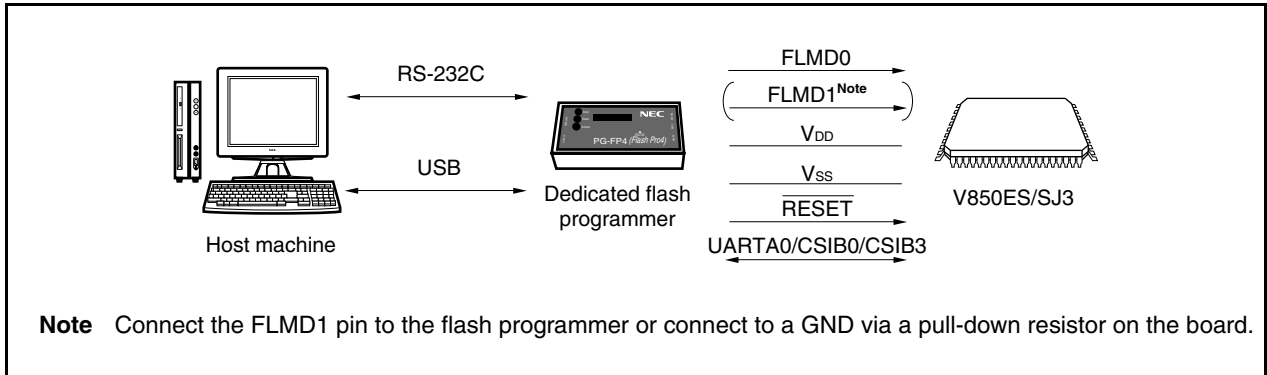 RS-232C
USB
Host machine
NEC
PG-FP4 (Flash Pro4)
Dedicated flash
programmer
FLMD0
(FLMD1Note)
VDD
VSS
RESET
UARTA0/CSIB0/CSIB3
V850ES/SJ3
Note Connect the FLMD1 pin to the flash programmer or connect to a GND via a pull-down resistor on the board.